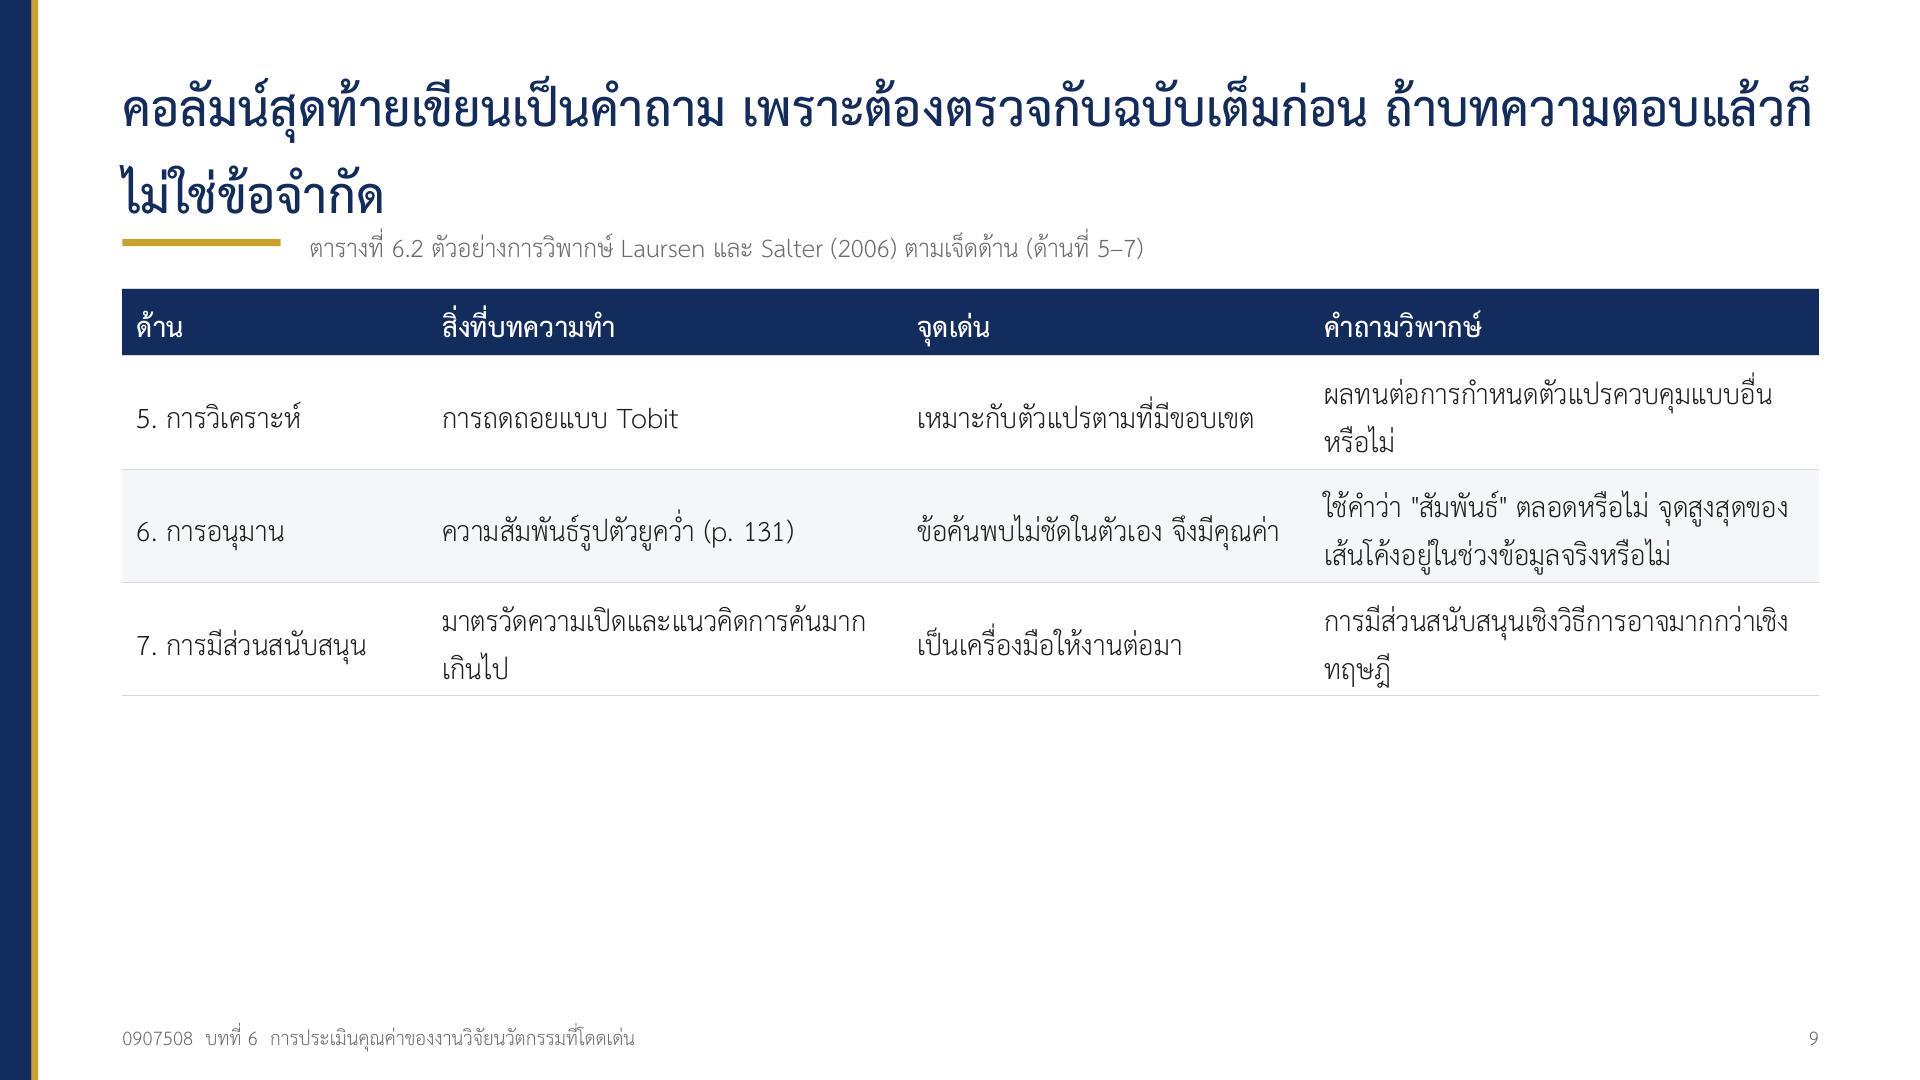 คอลัมน์สุดท้ายเขียนเป็นคำถาม เพราะต้องตรวจกับฉบับเต็มก่อน ถ้าบทความตอบแล้วก็
ไม่ใช่ข้อจำกัด
ตารางที่ 6.2 ตัวอย่างการวิพากษ์ Laursen และ Salter (2006) ตามเจ็ดด้าน (ด้านที่ 5–7)
ด้าน สิ่งที่บทความทำ จุดเด่น คำถามวิพากษ์
5. การวิเคราะห์ การถดถอยแบบ Tobit เหมาะกับตัวแปรตามที่มีขอบเขต ผลทนต่อการกำหนดตัวแปรควบคุมแบบอื่น
หรือไม่
6. การอนุมาน ความสัมพันธ์รูปตัวยูคว่ำ (p. 131) ข้อค้นพบไม่ชัดในตัวเอง จึงมีคุณค่า ใช้คำว่า "สัมพันธ์" ตลอดหรือไม่ จุดสูงสุดของ
เส้นโค้งอยู่ในช่วงข้อมูลจริงหรือไม่
7. การมีส่วนสนับสนุน มาตรวัดความเปิดและแนวคิดการค้นมาก
เกินไป เป็นเครื่องมือให้งานต่อมา การมีส่วนสนับสนุนเชิงวิธีการอาจมากกว่าเชิง
ทฤษฎี
0907508 บทที่ 6 การประเมินคุณค่าของงานวิจัยนวัตกรรมที่โดดเด่น 9